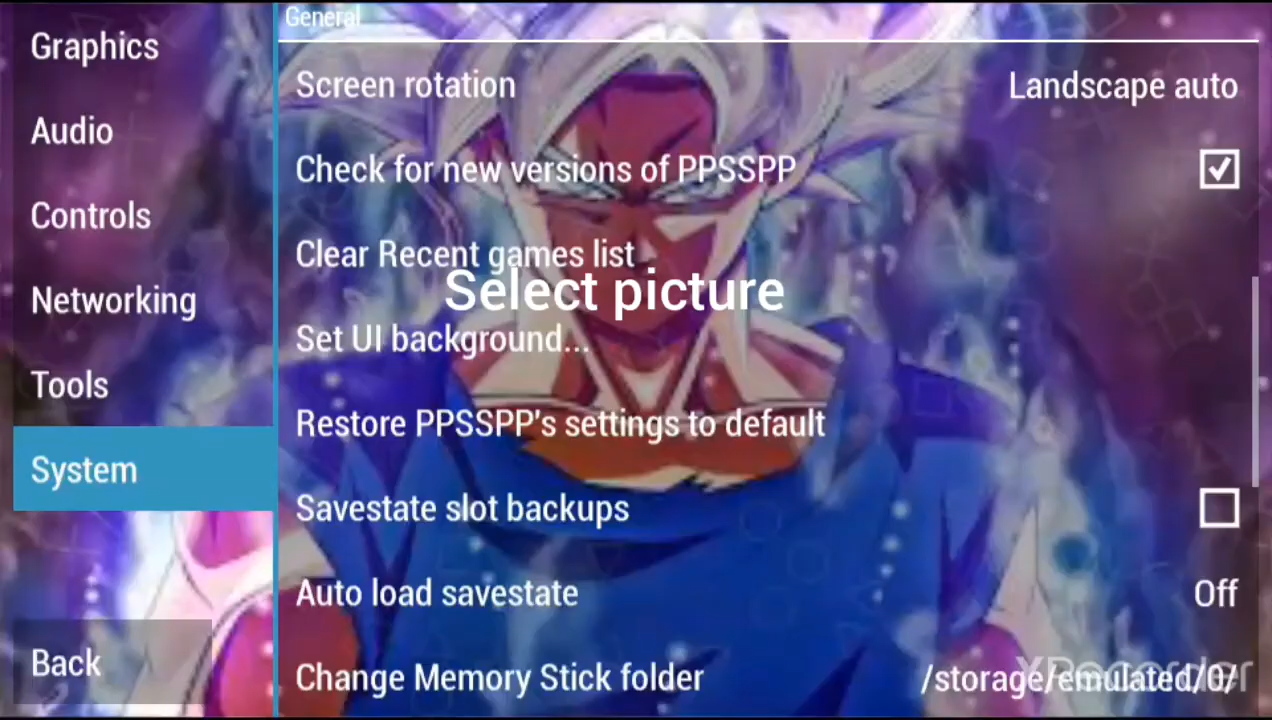 General
Graphics
Screen rotation
Landscape auto
Audio
Check for new versions of PPSSPP
Controls
Clear Recent games list
Select picture
Networking
Set UI background...
Tools
Restore PPSSPP's settings to default
System
Savestate slot backups
Auto load savestate
Off
Back
Change Memory Stick folder
/storage/emulated/0/
XRecorder